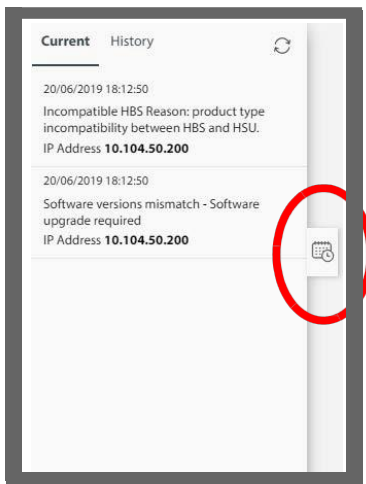 Current History
20/06/2019 18:12:50
Incompatible HBS Reason: product type
incompatibility between HBS and HSU.
IP Address 10.104.50.200
20/06/2019 18:12:50
Software versions mismatch - Software
upgrade required
IP Address 10.104.50.200